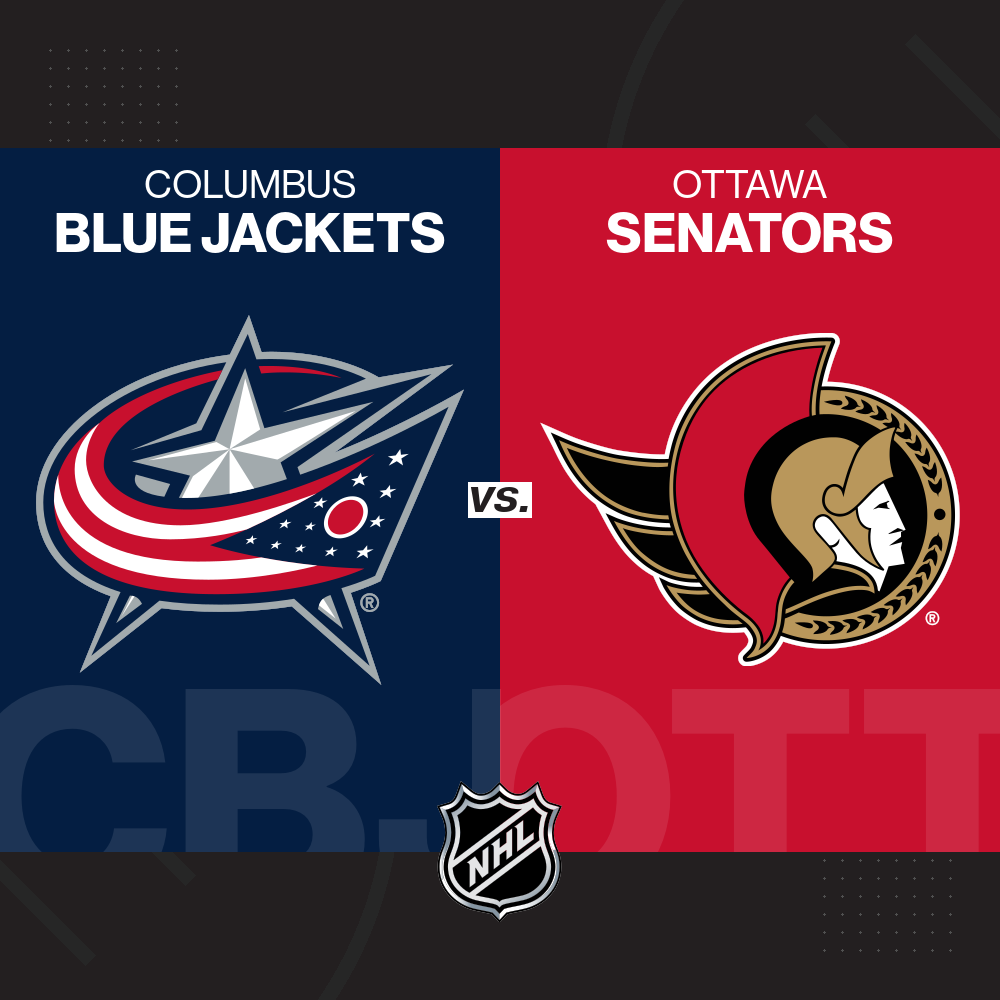 COLUMBUS
BLUE JACKETS
OTTAWA
SENATORS
VS.
®
®
CBJ
OTT
NHL